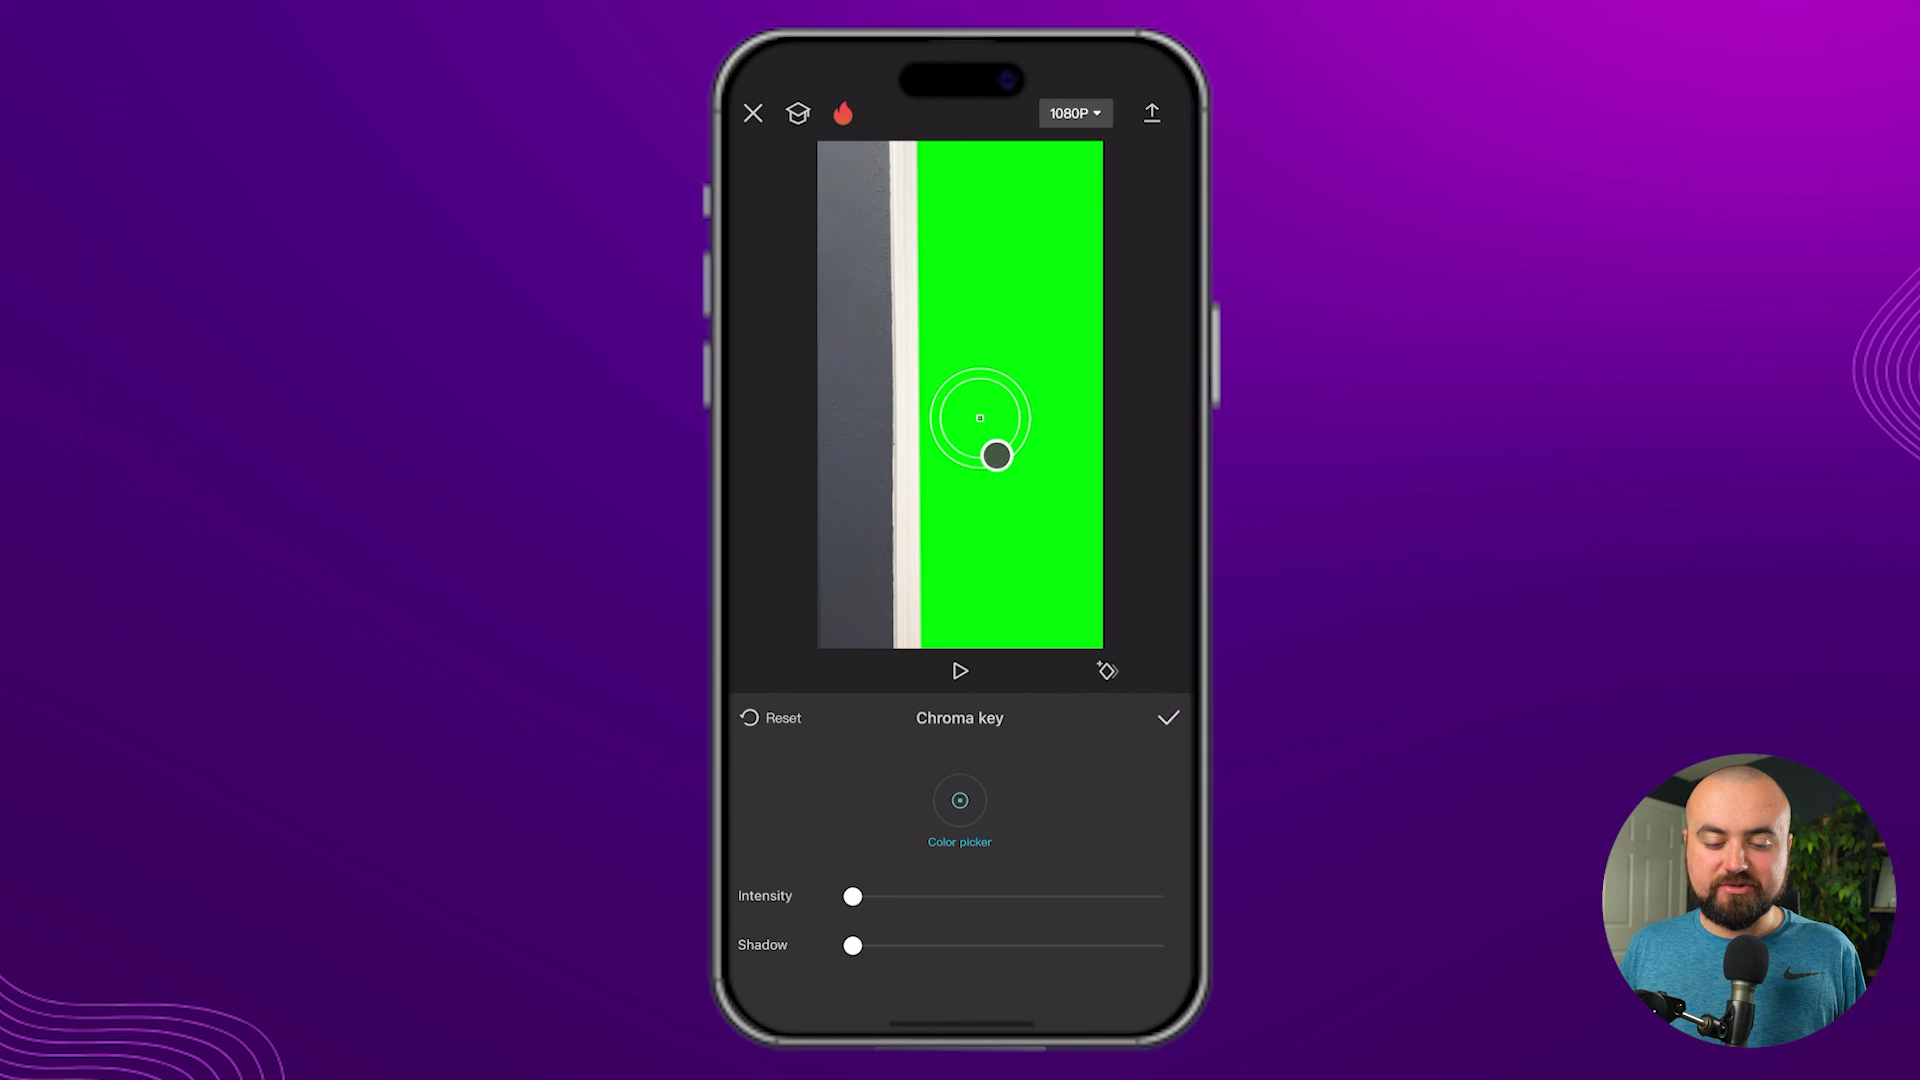 1080P
Reset
Chroma key
Color picker
Intensity
Shadow